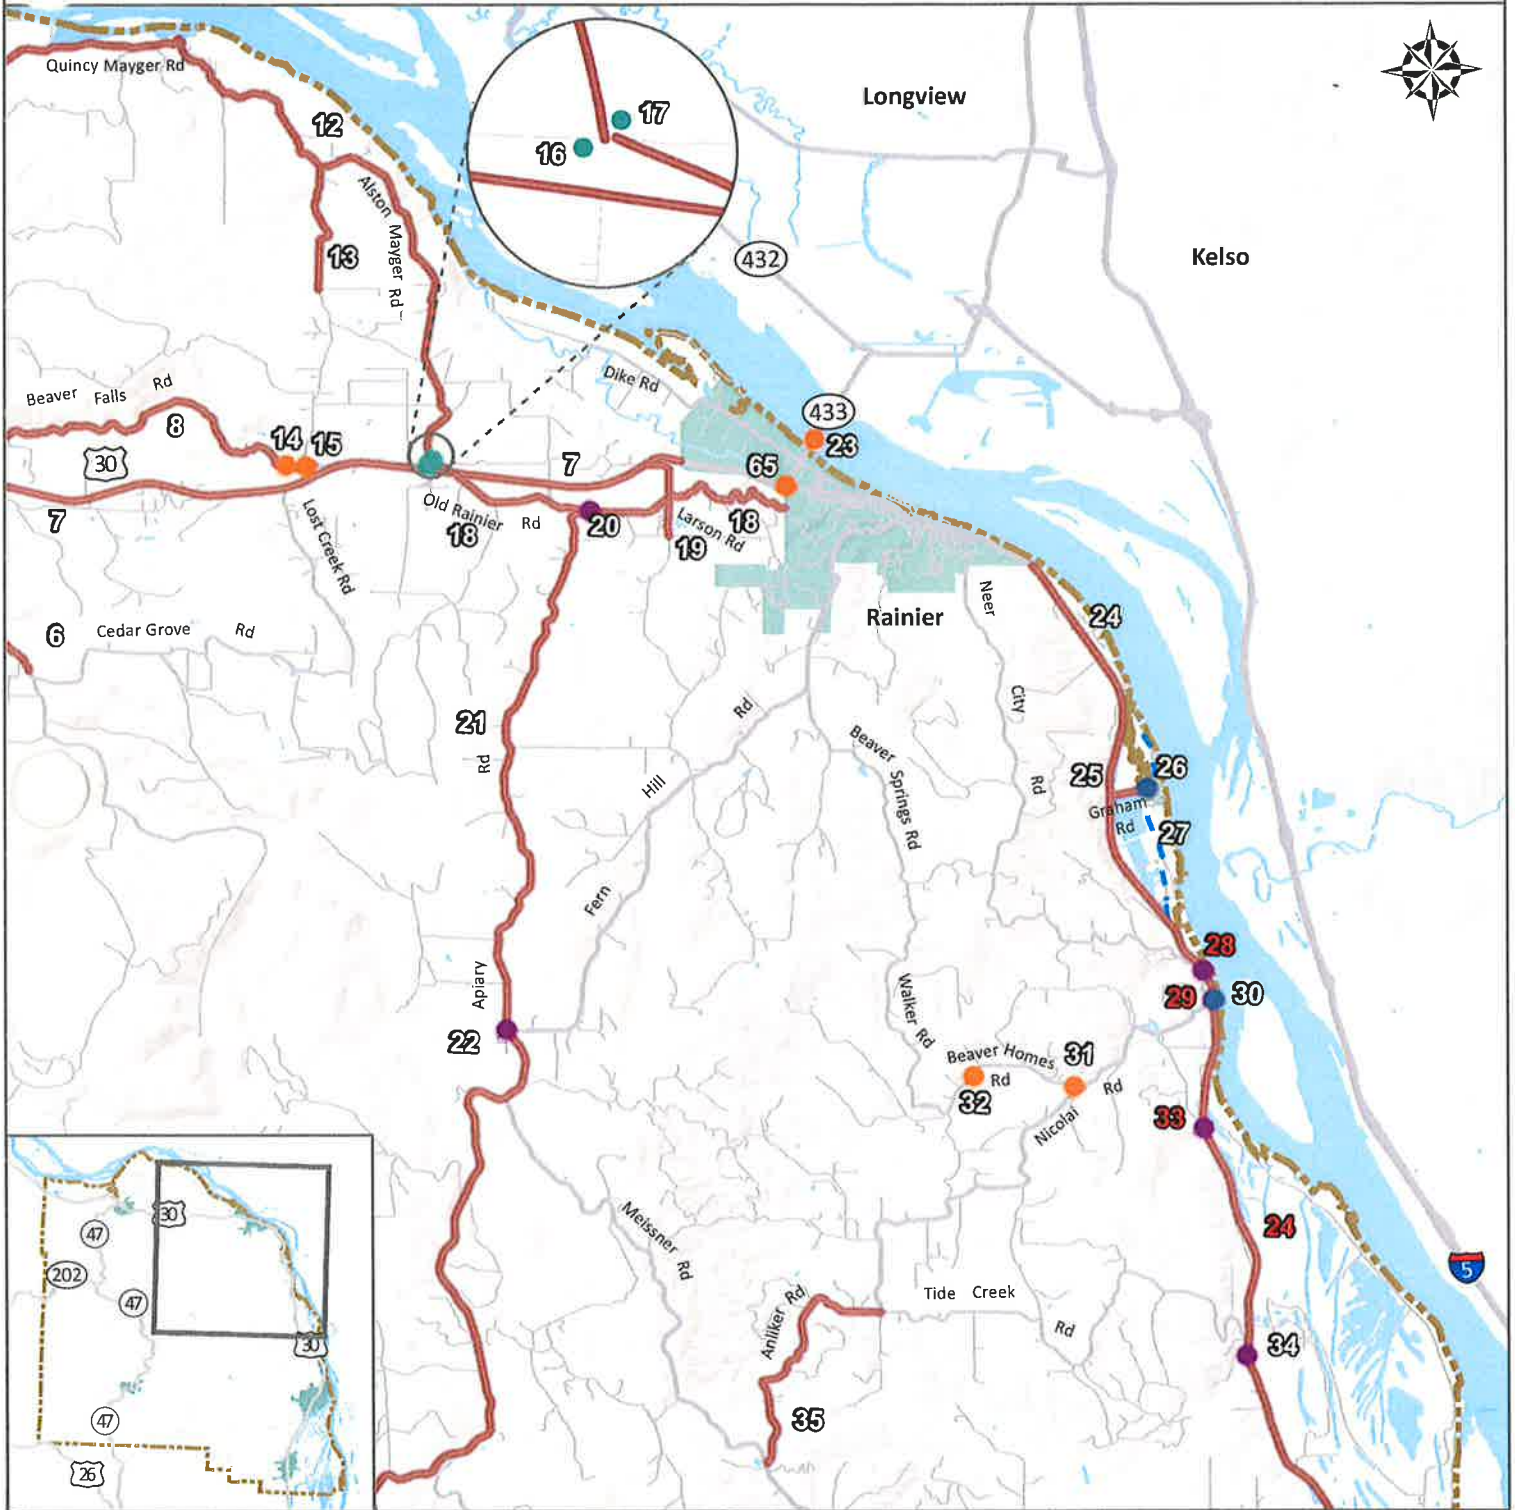 Quincy Mayger Rd
12
Alston Mayger Rd
13
17
16
Longview
Kelso
432
433
Dike Rd
Beaver Falls Rd
8
30
14
15
7
7
Old Rainier Rd
18
20
Larson Rd
18
19
65
23
Lost Creek Rd
6
Cedar Grove Rd
Rainier
Neer City Rd
24
21
Apiary Rd
Fern Hill Rd
Beaver Springs Rd
25
26
Graham Rd
27
28
29
30
22
Walker Rd
Beaver Homes Rd
31
32
Nicolai Rd
33
24
Meissner Rd
Anliker Rd
Tide Creek Rd
34
35
5
30
47
202
47
30
47
26